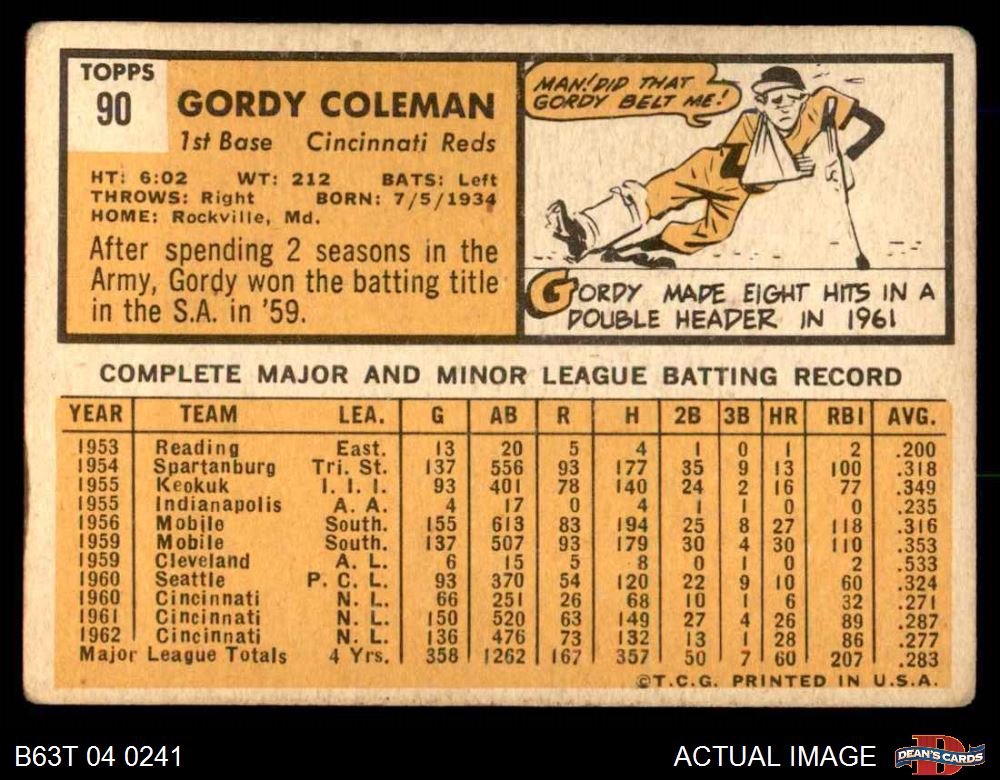 TOPPS
90
GORDY COLEMAN
1st Base Cincinnati Reds
HT: 6:02 WT: 212 BATS: Left
THROWS: Right BORN: 7/5/1934
HOME: Rockville, Md.
After spending 2 seasons in the
Army, Gordy won the batting title
in the S.A. in '59.
MAN! DID THAT
GORDY BELT ME!
GORDY MADE EIGHT HITS IN A
DOUBLE HEADER IN 1961
COMPLETE MAJOR AND MINOR LEAGUE BATTING RECORD
YEAR TEAM LEA. G AB R H 2B 3B HR RBI AVG.
1953 Reading East. 13 20 5 4 1 0 1 2 .200
1954 Spartanburg Tri. St. 137 556 93 177 35 9 13 100 .318
1955 Keokuk I. I. I. 93 401 78 140 24 2 16 77 .349
1955 Indianapolis A. A. 4 17 0 4 1 1 0 0 .235
1956 Mobile South. 155 613 83 194 25 8 27 118 .316
1959 Mobile South. 137 507 93 179 30 4 30 110 .353
1959 Cleveland A. L. 6 15 5 8 0 1 0 2 .533
1960 Seattle P. C. L. 93 370 54 120 22 9 10 60 .324
1960 Cincinnati N. L. 66 251 26 68 10 1 6 32 .271
1961 Cincinnati N. L. 150 520 63 149 27 4 26 89 .287
1962 Cincinnati N. L. 136 476 73 132 13 1 28 86 .277
Major League Totals 4 Yrs. 358 1262 167 357 50 7 60 207 .283
©T.C.G. PRINTED IN U.S.A.
B63T 04 0241
ACTUAL IMAGE
D
DEAN'S CARDS